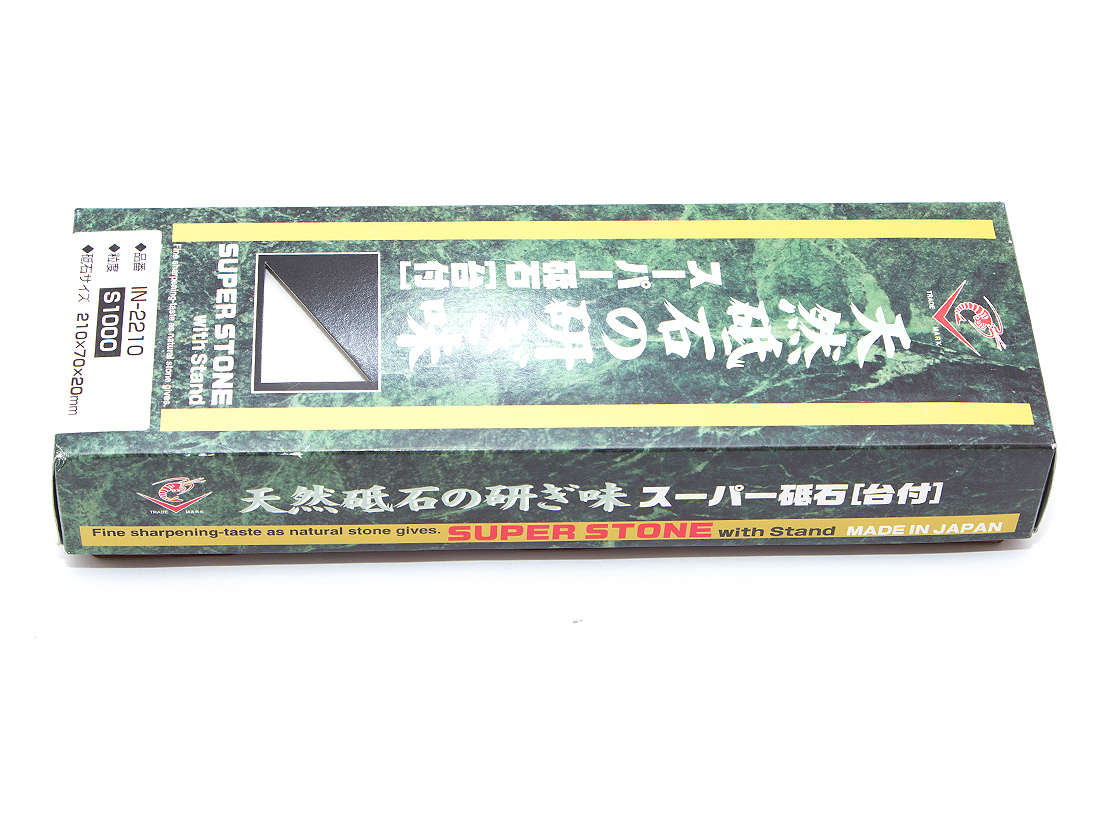 天然砥石の研ぎ味
スーパー砥石[台付]
TRADE MARK
SUPER STONE
with Stand
Fine sharpening-taste as natural stone gives.
◆品番 IN-2210
◆粒度 S1000
◆砥石サイズ 210×70×20mm
TRADE MARK
天然砥石の研ぎ味 スーパー砥石[台付]
Fine sharpening-taste as natural stone gives. SUPER STONE with Stand MADE IN JAPAN